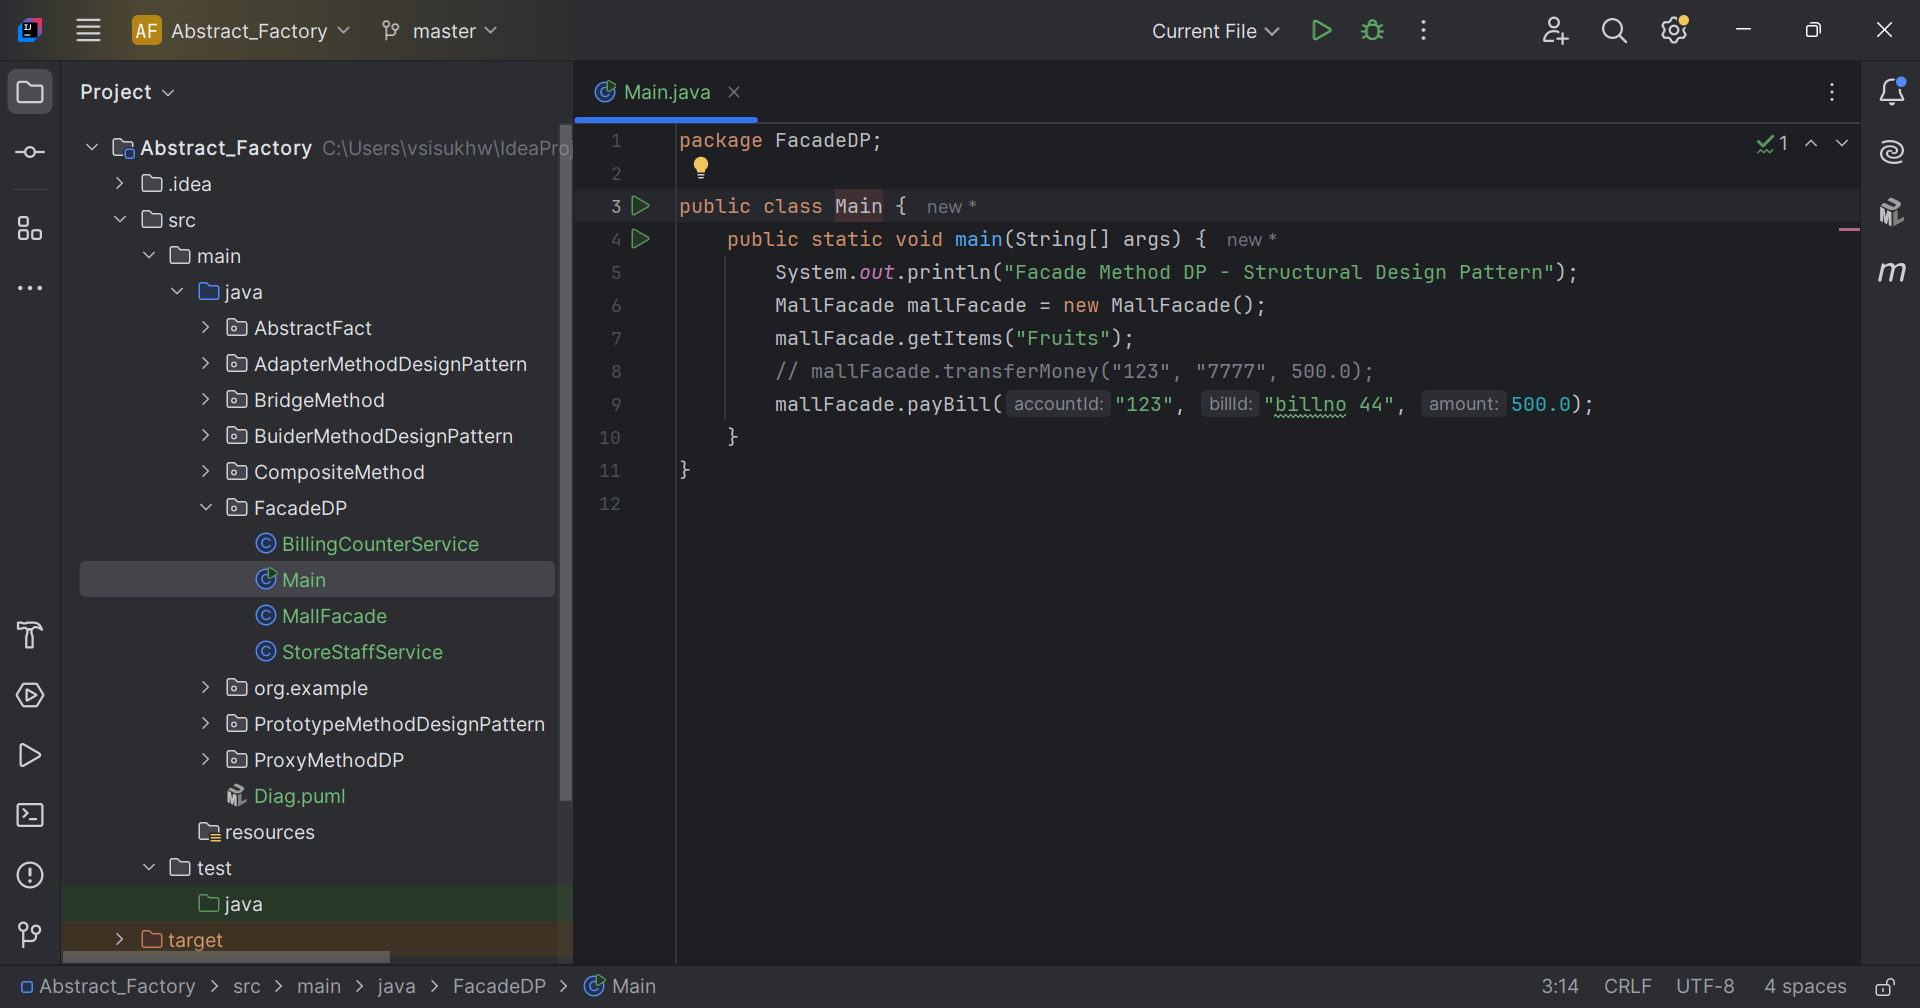 AF Abstract_Factory master Current File
Project
Main.java
Abstract_Factory C:\Users\vsisukhw\IdeaPro
.idea
src
main
java
AbstractFact
AdapterMethodDesignPattern
BridgeMethod
BuiderMethodDesignPattern
CompositeMethod
FacadeDP
BillingCounterService
Main
MallFacade
StoreStaffService
org.example
PrototypeMethodDesignPattern
ProxyMethodDP
Diag.puml
resources
test
java
target
1 package FacadeDP;
1
2
3 public class Main { new *
4 public static void main(String[] args) { new *
5 System.out.println("Facade Method DP - Structural Design Pattern");
6 MallFacade mallFacade = new MallFacade();
7 mallFacade.getItems("Fruits");
8 // mallFacade.transferMoney("123", "7777", 500.0);
9 mallFacade.payBill( accountId: "123", billId: "billno 44", amount: 500.0);
10 }
11 }
12
m
Abstract_Factory > src > main > java > FacadeDP > Main
3:14 CRLF UTF-8 4 spaces